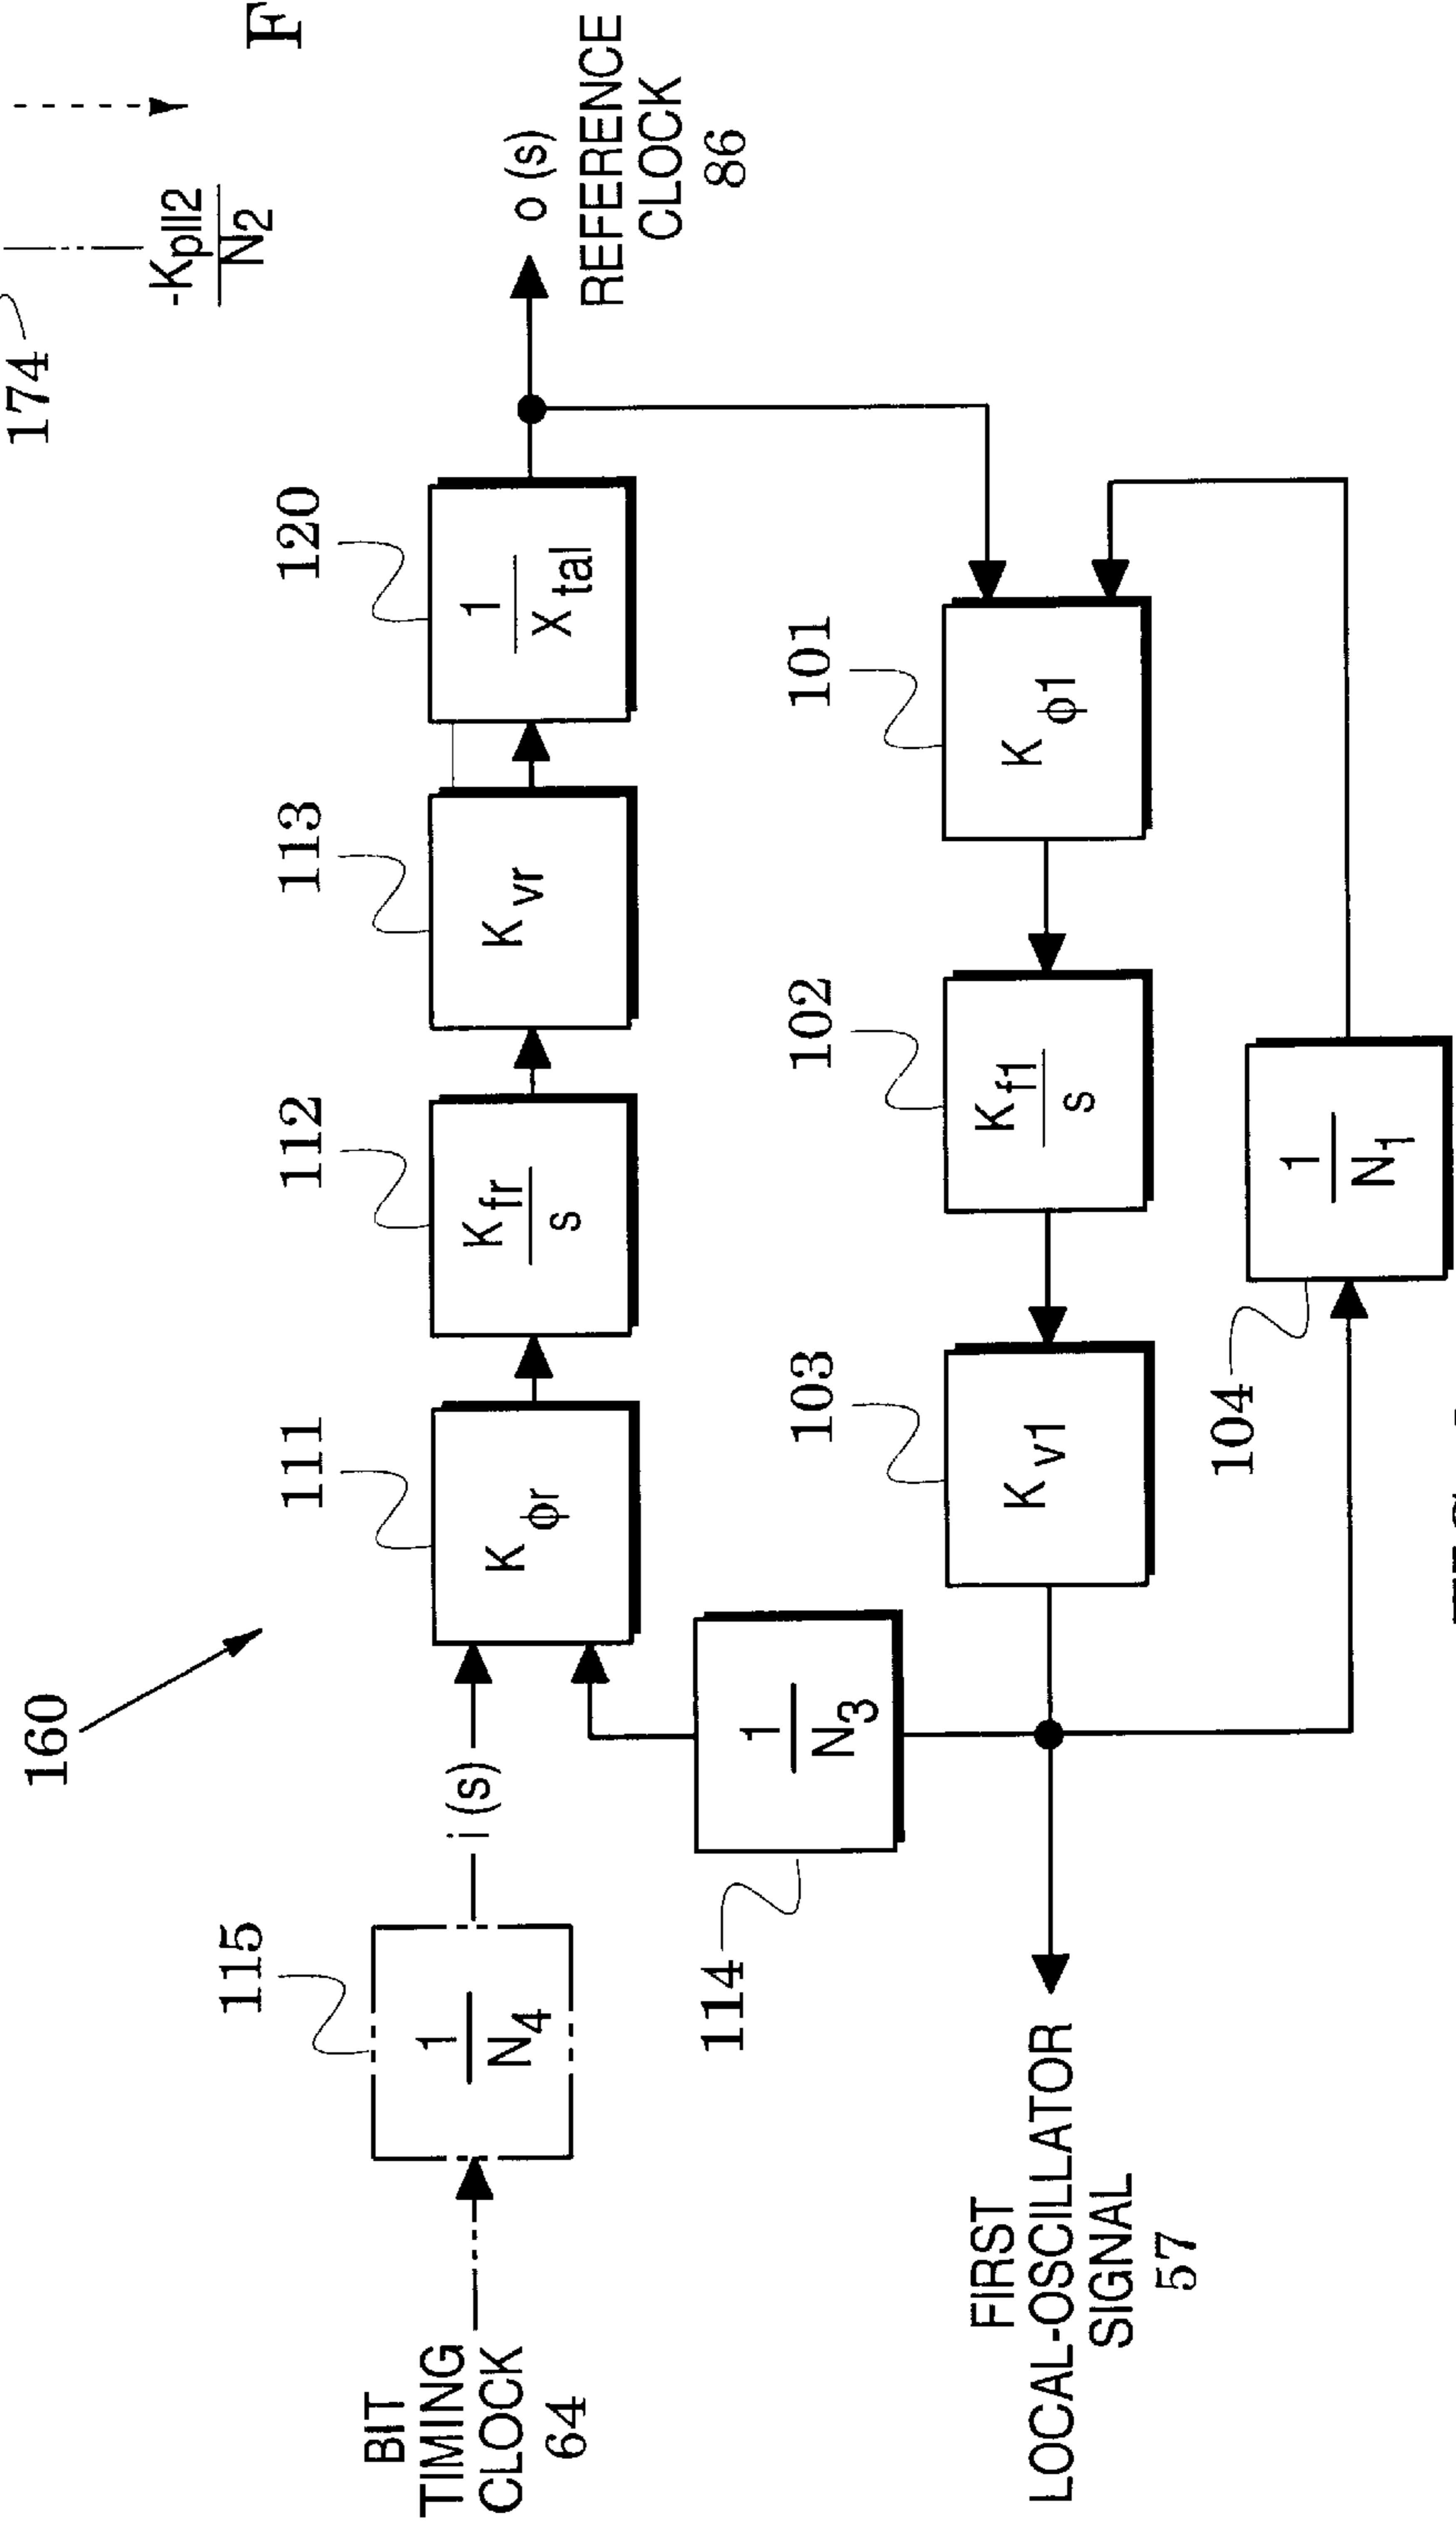 174
-Kpll2
N2
F
160
115
111
112
113
120
BIT
TIMING
CLOCK
64
1
N4
i (s)
K φr
Kfr
s
K vr
1
X tal
o (s)
REFERENCE
CLOCK
86
114
1
N3
103
102
101
K v1
Kf1
s
K φ1
FIRST
LOCAL-OSCILLATOR
SIGNAL
57
104
1
N1